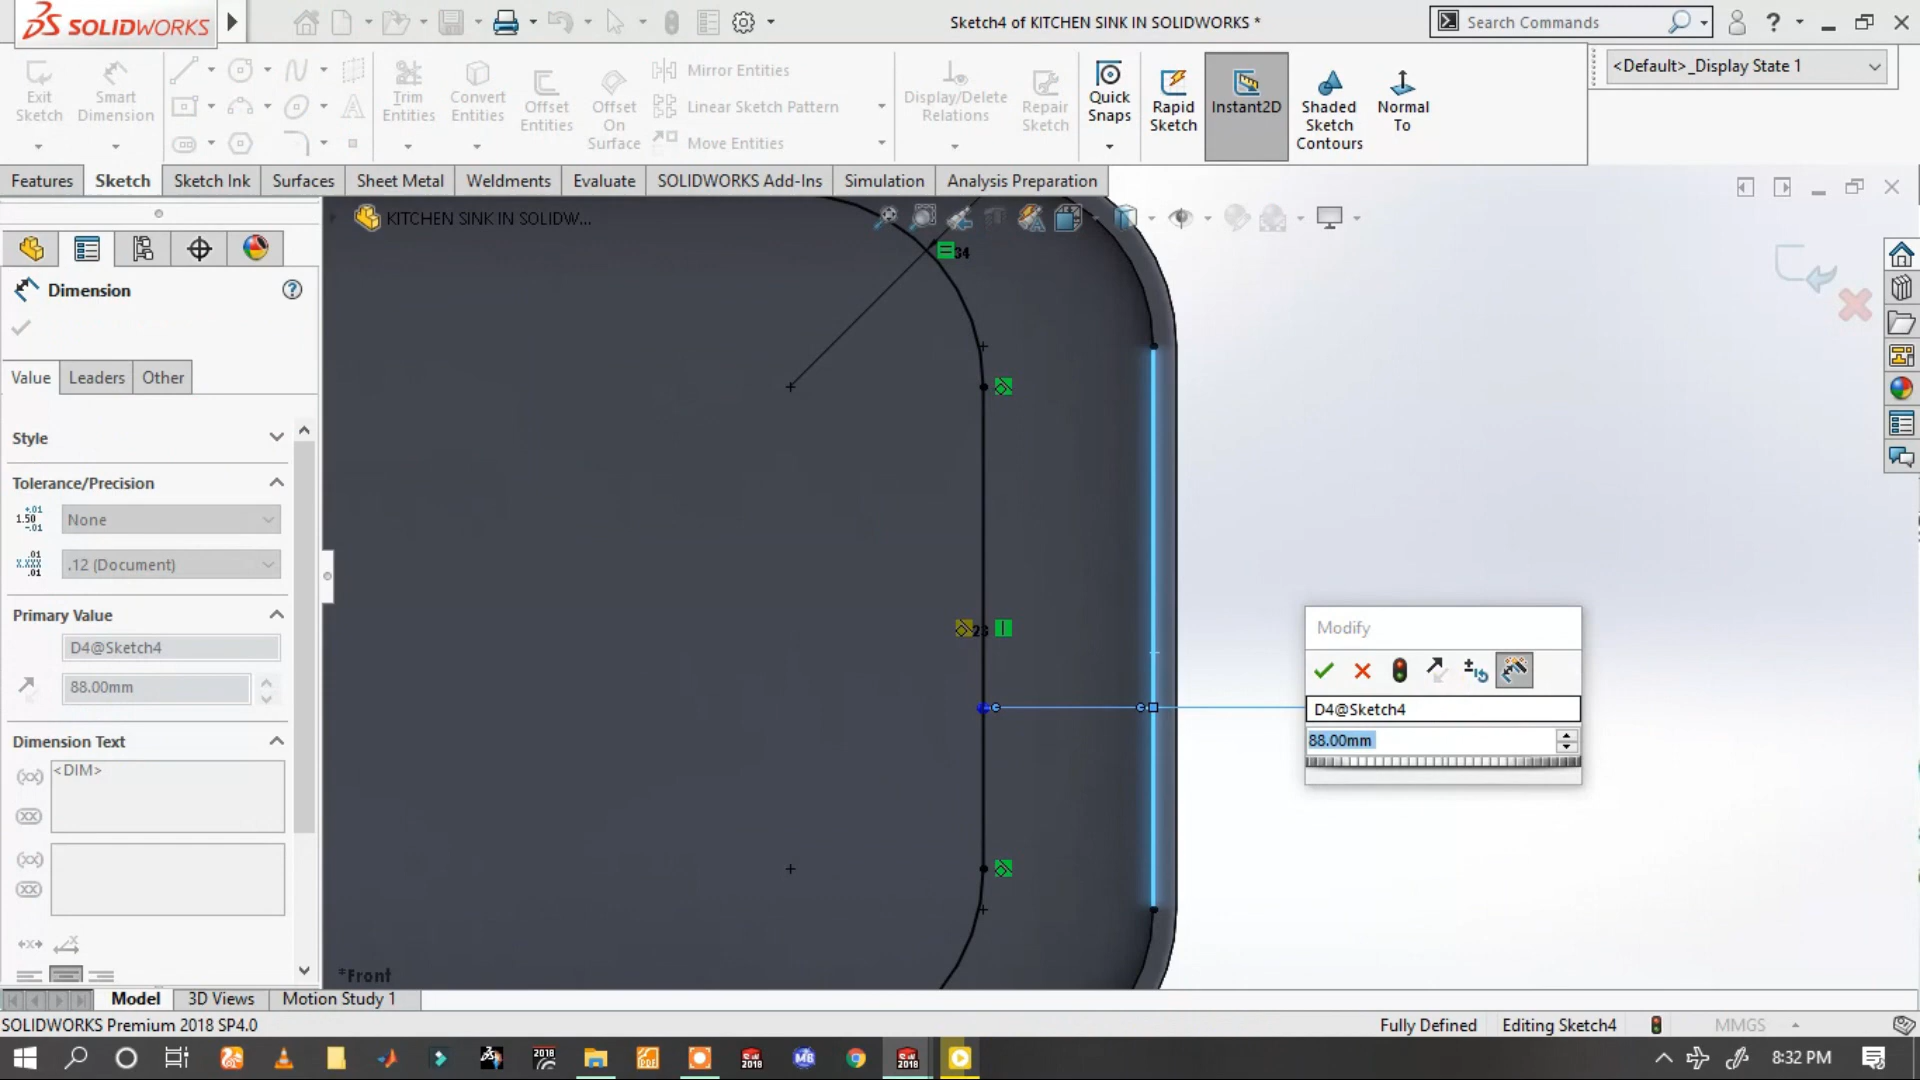 SOLIDWORKS
Sketch4 of KITCHEN SINK IN SOLIDWORKS *
Search Commands
?
Exit Sketch
Smart Dimension
Trim Entities
Convert Entities
Offset Entities
Offset On Surface
Mirror Entities
Linear Sketch Pattern
Move Entities
Display/Delete Relations
Repair Sketch
Quick Snaps
Rapid Sketch
Instant2D
Shaded Sketch Contours
Normal To
<Default>_Display State 1
Features
Sketch
Sketch Ink
Surfaces
Sheet Metal
Weldments
Evaluate
SOLIDWORKS Add-Ins
Simulation
Analysis Preparation
KITCHEN SINK IN SOLIDW...
Dimension
Value
Leaders
Other
Style
Tolerance/Precision
None
.12 (Document)
Primary Value
D4@Sketch4
88.00mm
Dimension Text
<DIM>
34
23
Modify
D4@Sketch4
88.00mm
*Front
Model
3D Views
Motion Study 1
SOLIDWORKS Premium 2018 SP4.0
Fully Defined
Editing Sketch4
MMGS
8:32 PM